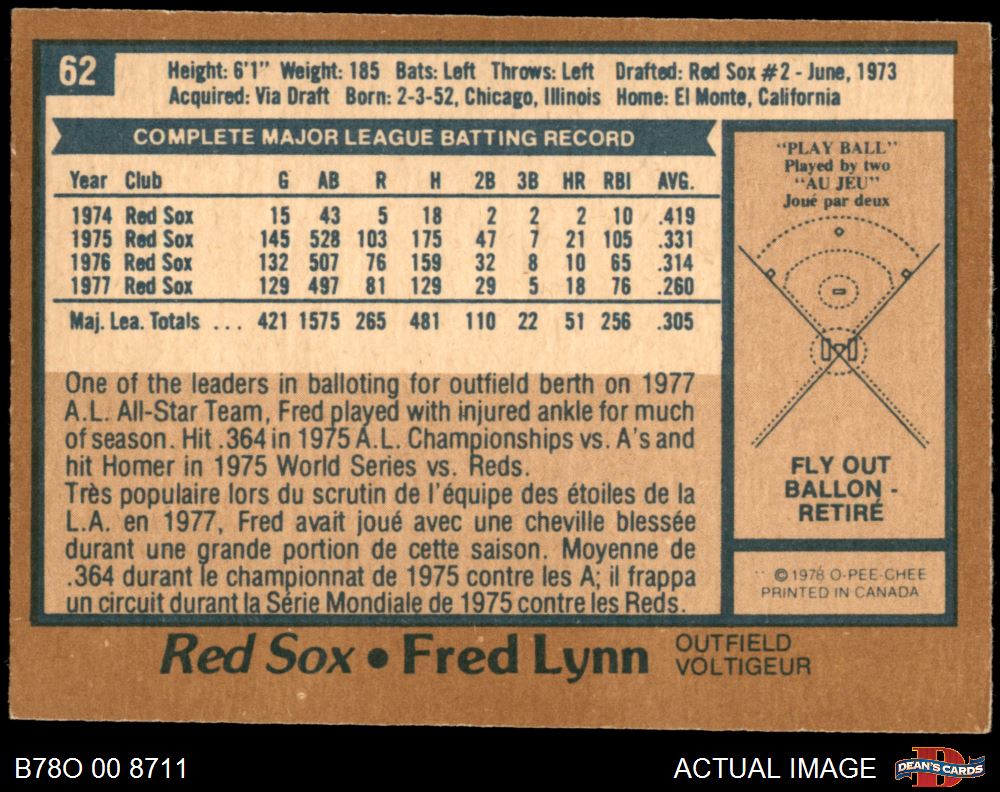 62
Height: 6'1" Weight: 185 Bats: Left Throws: Left Drafted: Red Sox #2 - June, 1973
Acquired: Via Draft Born: 2-3-52, Chicago, Illinois Home: El Monte, California
COMPLETE MAJOR LEAGUE BATTING RECORD
Year Club G AB R H 2B 3B HR RBI AVG.
1974 Red Sox 15 43 5 18 2 2 2 10 .419
1975 Red Sox 145 528 103 175 47 7 21 105 .331
1976 Red Sox 132 507 76 159 32 8 10 65 .314
1977 Red Sox 129 497 81 129 29 5 18 76 .260
Maj. Lea. Totals ... 421 1575 265 481 110 22 51 256 .305
One of the leaders in balloting for outfield berth on 1977
A.L. All-Star Team, Fred played with injured ankle for much
of season. Hit .364 in 1975 A.L. Championships vs. A's and
hit Homer in 1975 World Series vs. Reds.
Très populaire lors du scrutin de l'équipe des étoiles de la
L.A. en 1977, Fred avait joué avec une cheville blessée
durant une grande portion de cette saison. Moyenne de
.364 durant le championnat de 1975 contre les A; il frappa
un circuit durant la Série Mondiale de 1975 contre les Reds.
"PLAY BALL"
Played by two
"AU JEU"
Joué par deux
FLY OUT
BALLON -
RETIRÉ
© 1978 O-PEE-CHEE
PRINTED IN CANADA
Red Sox • Fred Lynn
OUTFIELD
VOLTIGEUR
B78O 00 8711
ACTUAL IMAGE
D
DEAN'S CARDS